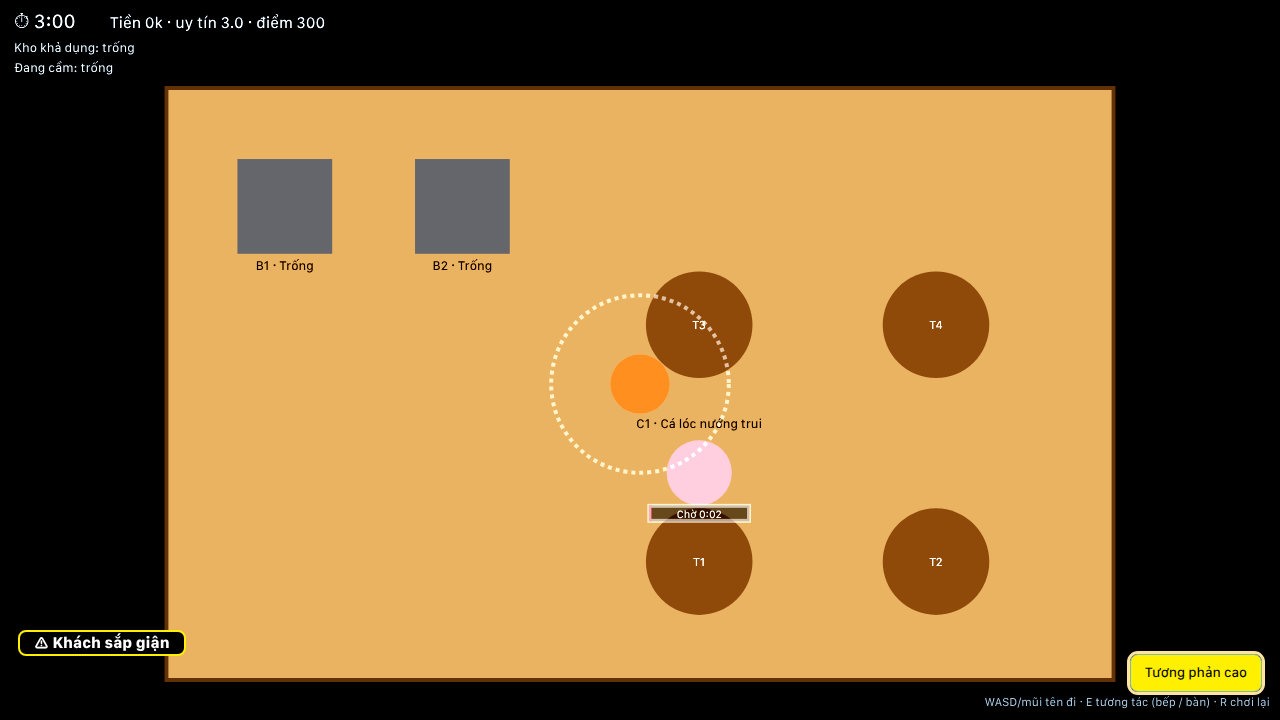 ⏱ 3:00 Tiền 0k · uy tín 3.0 · điểm 300
Kho khả dụng: trống
Đang cầm: trống
B1 · Trống
B2 · Trống
T3
T4
C1 · Cá lóc nướng trui
Chờ 0:02
T1
T2
⚠ Khách sắp giận
Tương phản cao
WASD/mũi tên đi · E tương tác (bếp / bàn) · R chơi lại